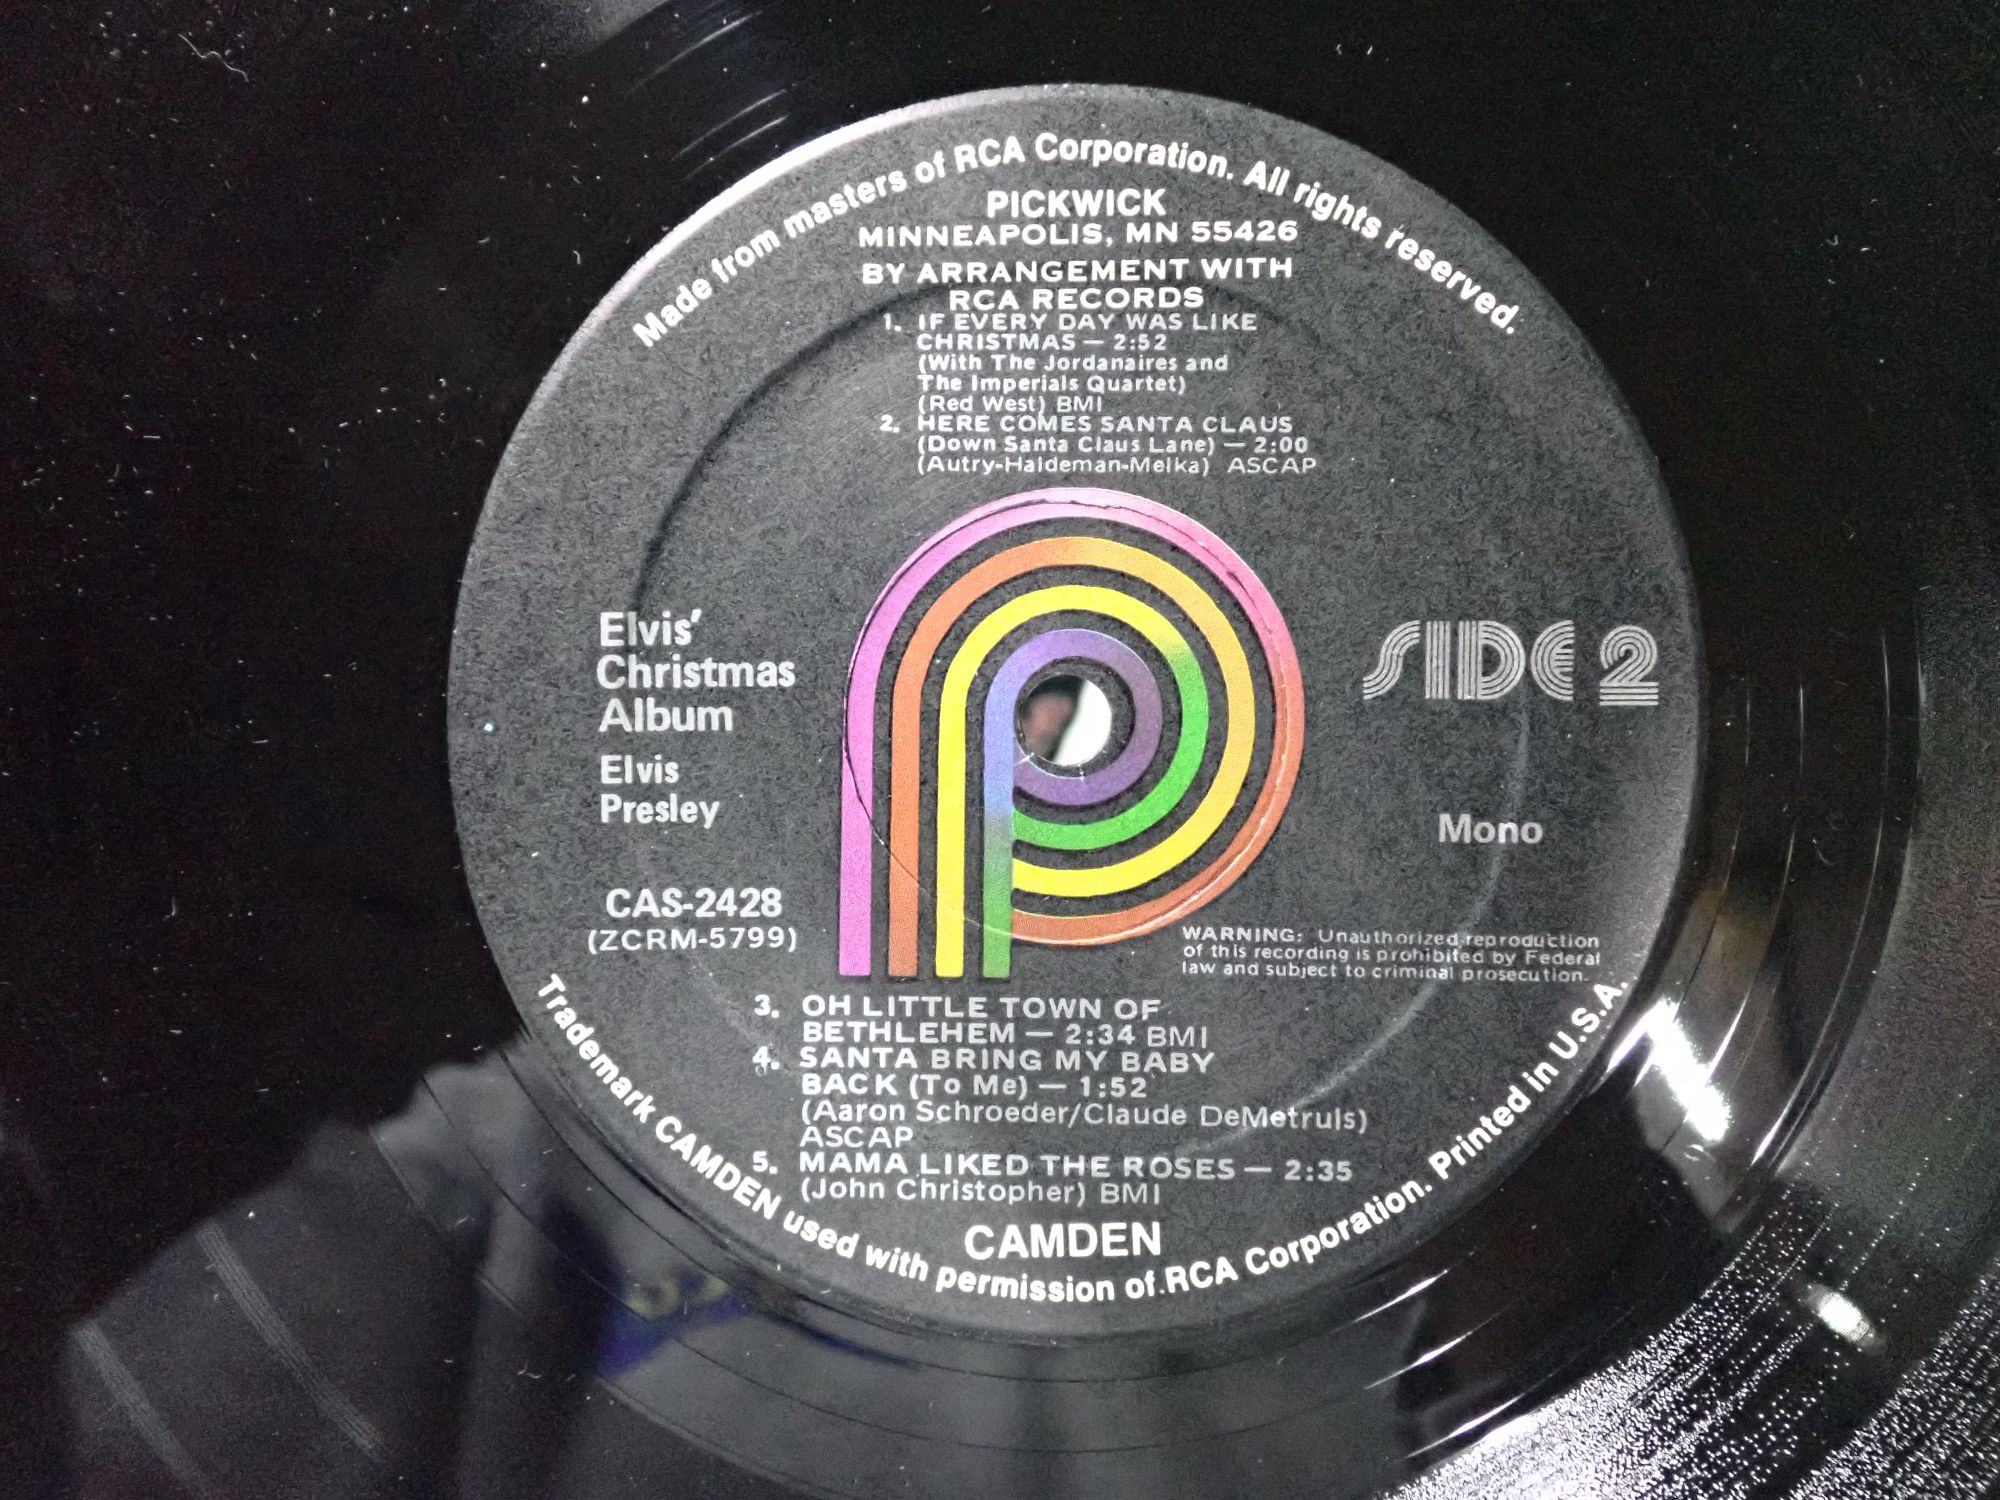 Made from masters of RCA Corporation. All rights reserved.
PICKWICK
MINNEAPOLIS, MN 55426
BY ARRANGEMENT WITH
RCA RECORDS
1. IF EVERY DAY WAS LIKE
CHRISTMAS — 2:52
(With The Jordanaires and
The Imperials Quartet)
(Red West) BMI
2. HERE COMES SANTA CLAUS
(Down Santa Claus Lane) — 2:00
(Autry-Haldeman-Melka) ASCAP
Elvis'
Christmas
Album
Elvis
Presley
SIDE 2
Mono
CAS-2428
(ZCRM-5799)
WARNING: Unauthorized reproduction
of this recording is prohibited by Federal
law and subject to criminal prosecution.
3. OH LITTLE TOWN OF
BETHLEHEM — 2:34 BMI
4. SANTA BRING MY BABY
BACK (To Me) — 1:52
(Aaron Schroeder/Claude DeMetruis)
ASCAP
5. MAMA LIKED THE ROSES — 2:35
(John Christopher) BMI
CAMDEN
Trademark CAMDEN used with permission of RCA Corporation. Printed in U.S.A.